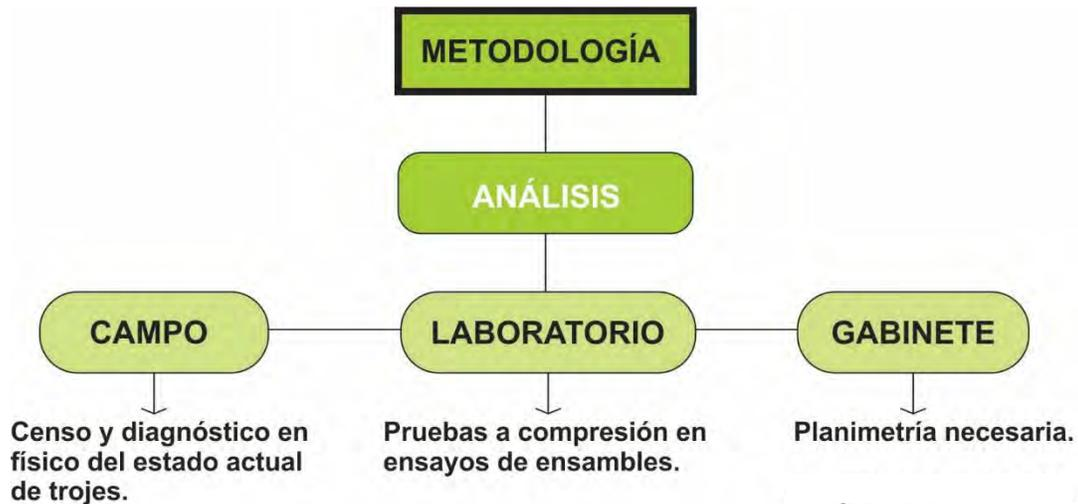 METODOLOGÍA
ANÁLISIS
CAMPO
LABORATORIO
GABINETE
Censo y diagnóstico en
físico del estado actual
de trojes.
Pruebas a compresión en
ensayos de ensambles.
Planimetría necesaria.